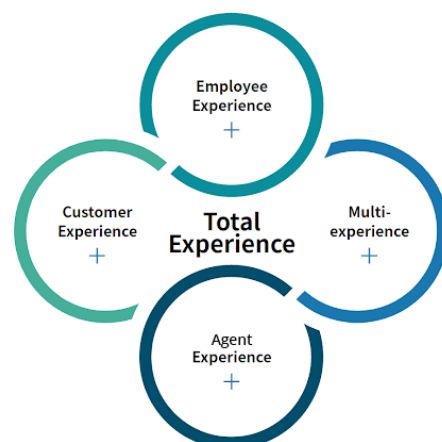 Employee
Experience
+
Customer
Experience
+
Total
Experience
Multi-
experience
+
Agent
Experience
+